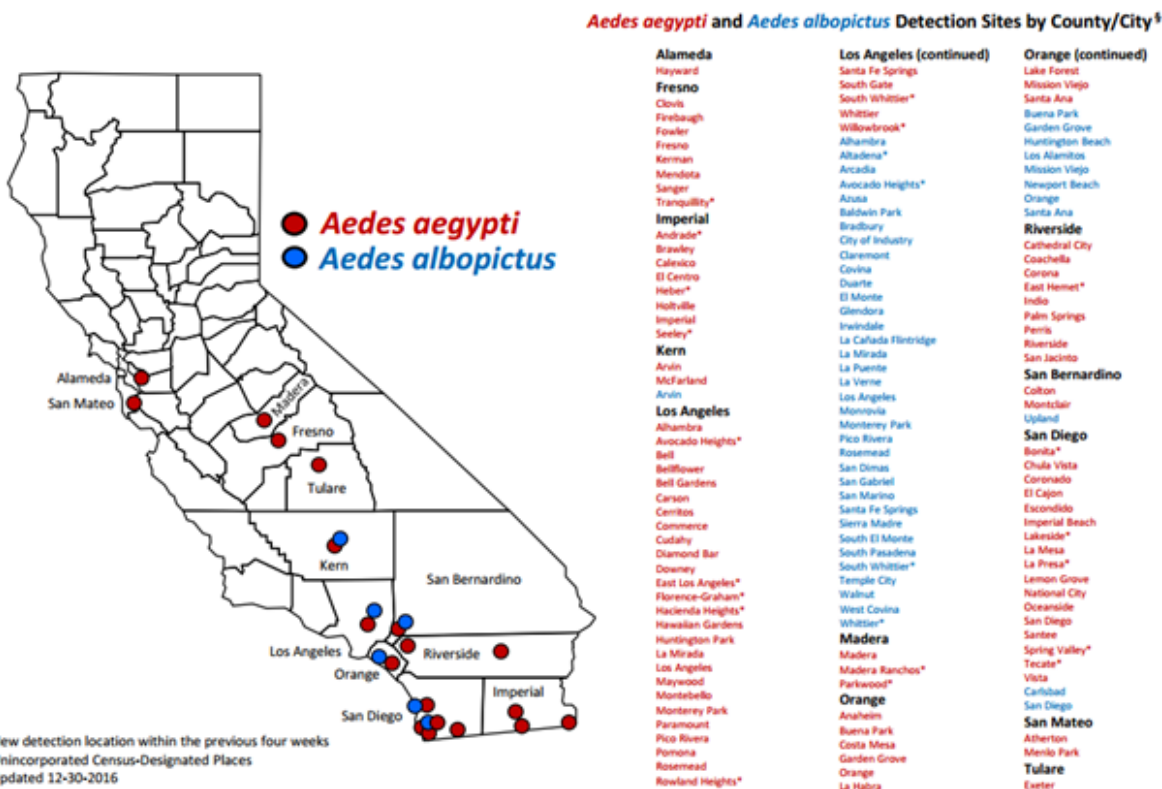 Aedes aegypti and Aedes albopictus Detection Sites by County/City§
Aedes aegypti
Aedes albopictus
Alameda
San Mateo
Madera
Fresno
Tulare
Kern
San Bernardino
Los Angeles
Orange
Riverside
San Diego
Imperial
ew detection location within the previous four weeks
nincorporated Census-Designated Places
pdated 12-30-2016
Alameda
Hayward
Fresno
Clovis
Firebaugh
Fowler
Fresno
Kerman
Mendota
Sanger
Tranquillity*
Imperial
Andrade*
Brawley
Calexico
El Centro
Heber*
Holtville
Imperial
Seeley*
Kern
Arvin
McFarland
Arvin
Los Angeles
Alhambra
Avocado Heights*
Bell
Bellflower
Bell Gardens
Carson
Cerritos
Commerce
Cudahy
Diamond Bar
Downey
East Los Angeles*
Florence-Graham*
Hacienda Heights*
Hawaiian Gardens
Huntington Park
La Mirada
Los Angeles
Maywood
Montebello
Monterey Park
Paramount
Pico Rivera
Pomona
Rosemead
Rowland Heights*
Los Angeles (continued)
Santa Fe Springs
South Gate
South Whittier*
Whittier
Willowbrook*
Alhambra
Altadena*
Arcadia
Avocado Heights*
Azusa
Baldwin Park
Bradbury
City of Industry
Claremont
Covina
Duarte
El Monte
Glendora
Irwindale
La Cañada Flintridge
La Mirada
La Puente
La Verne
Los Angeles
Monrovia
Monterey Park
Pico Rivera
Rosemead
San Dimas
San Gabriel
San Marino
Santa Fe Springs
Sierra Madre
South El Monte
South Pasadena
South Whittier*
Temple City
Walnut
West Covina
Whittier*
Madera
Madera
Madera Ranchos*
Parkwood*
Orange
Anaheim
Buena Park
Costa Mesa
Garden Grove
Orange
La Habra
Orange (continued)
Lake Forest
Mission Viejo
Santa Ana
Buena Park
Garden Grove
Huntington Beach
Los Alamitos
Mission Viejo
Newport Beach
Orange
Santa Ana
Riverside
Cathedral City
Coachella
Corona
East Hemet*
Indio
Palm Springs
Perris
Riverside
San Jacinto
San Bernardino
Colton
Montclair
Upland
San Diego
Bonita*
Chula Vista
Coronado
El Cajon
Escondido
Imperial Beach
Lakeside*
La Mesa
La Presa*
Lemon Grove
National City
Oceanside
San Diego
Santee
Spring Valley*
Tecate*
Vista
Carlsbad
San Diego
San Mateo
Atherton
Menlo Park
Tulare
Exeter